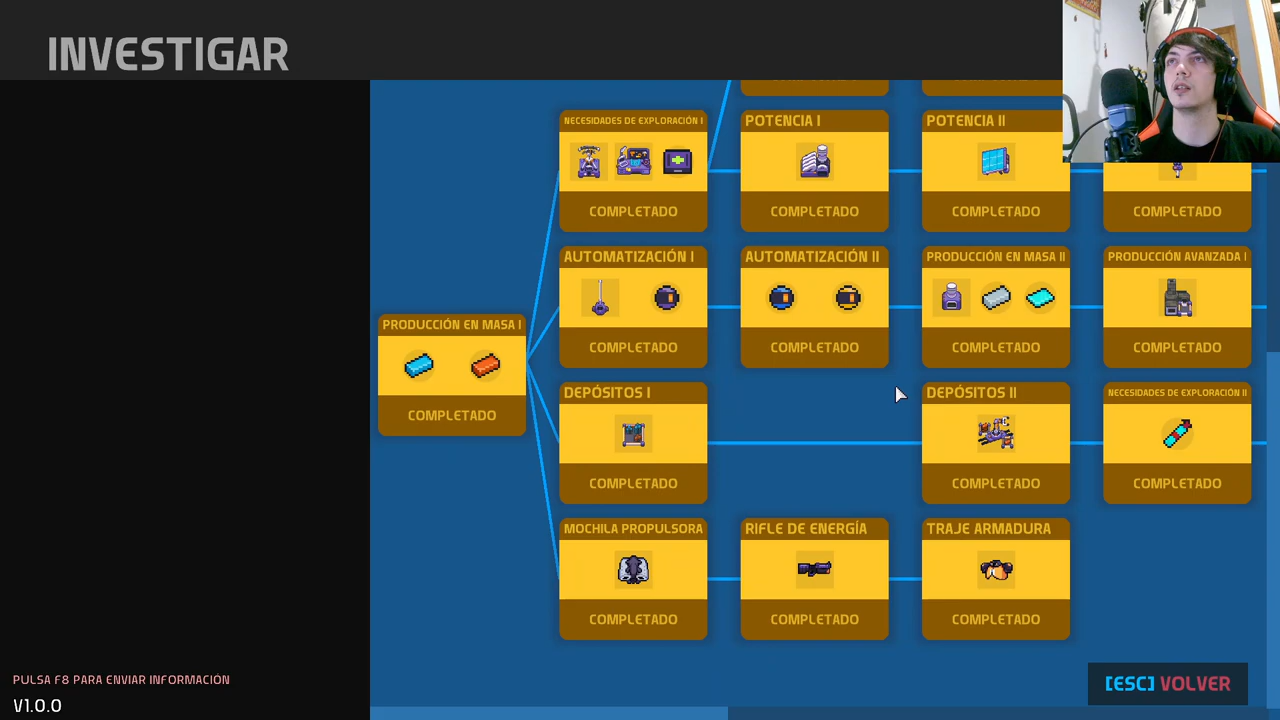 INVESTIGAR
NECESIDADES DE EXPLORACIÓN I
POTENCIA I
POTENCIA II
COMPLETADO
COMPLETADO
COMPLETADO
COMPLETADO
AUTOMATIZACIÓN I
AUTOMATIZACIÓN II
PRODUCCIÓN EN MASA II
PRODUCCIÓN AVANZADA I
PRODUCCIÓN EN MASA I
COMPLETADO
COMPLETADO
COMPLETADO
COMPLETADO
COMPLETADO
DEPÓSITOS I
DEPÓSITOS II
NECESIDADES DE EXPLORACIÓN II
COMPLETADO
COMPLETADO
COMPLETADO
MOCHILA PROPULSORA
RIFLE DE ENERGÍA
TRAJE ARMADURA
COMPLETADO
COMPLETADO
COMPLETADO
PULSA F8 PARA ENVIAR INFORMACIÓN
V1.0.0
[ESC] VOLVER